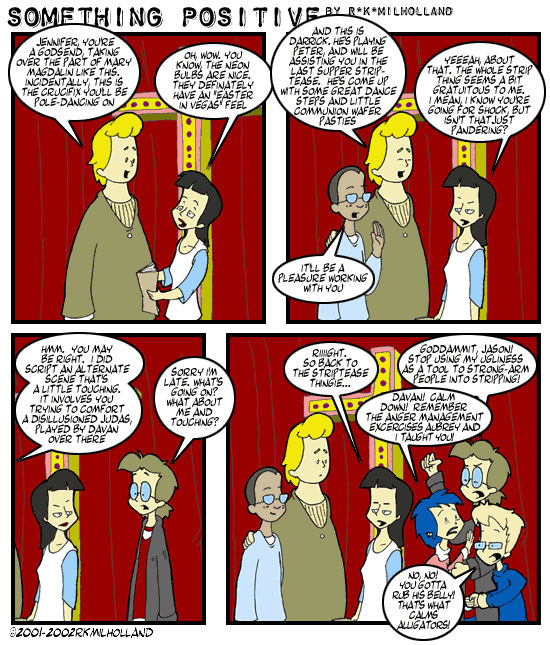 SOMETHING POSITIVE BY R*K*MILHOLLAND
JENNIFER, YOU'RE
A GODSEND, TAKING
OVER THE PART OF MARY
MAGDALIN LIKE THIS.
INCIDENTALLY, THIS IS
THE CRUCIFIX YOU'LL BE
POLE-DANCING ON
OH, WOW. YOU
KNOW, THE NEON
BULBS ARE NICE.
THEY DEFINATELY
HAVE AN "EASTER
IN VEGAS" FEEL
AND THIS IS
DARRICK. HE'S PLAYING
PETER, AND WILL BE
ASSISTING YOU IN THE
LAST SUPPER STRIP-
TEASE. HE'S COME UP
WITH SOME GREAT DANCE
STEPS AND LITTLE
COMMUNION WAFER
PASTIES
YEEEAH, ABOUT
THAT. THE WHOLE STRIP
THING SEEMS A BIT
GRATUITOUS TO ME.
I MEAN, I KNOW YOU'RE
GOING FOR SHOCK, BUT
ISN'T THAT JUST
PANDERING?
IT'LL BE A
PLEASURE WORKING
WITH YOU
HMM. YOU MAY
BE RIGHT. I DID
SCRIPT AN ALTERNATE
SCENE THAT'S
A LITTLE TOUCHING.
IT INVOLVES YOU
TRYING TO COMFORT
A DISILLUSIONED JUDAS,
PLAYED BY DAVAN
OVER THERE
SORRY I'M
LATE. WHAT'S
GOING ON?
WHAT ABOUT
ME AND
TOUCHING?
RIIIIGHT.
SO BACK TO
THE STRIPTEASE
THINGIE...
GODDAMMIT, JASON!
STOP USING MY UGLINESS
AS A TOOL TO STRONG-ARM
PEOPLE INTO STRIPPING!
DAVAN! CALM
DOWN! REMEMBER
THE ANGER MANAGEMENT
EXCERCISES AUBREY AND
I TAUGHT YOU!
NO, NO!
YOU GOTTA
RUB HIS BELLY!
THAT'S WHAT
CALMS
ALLIGATORS!
©2001-2002RKMILHOLLAND